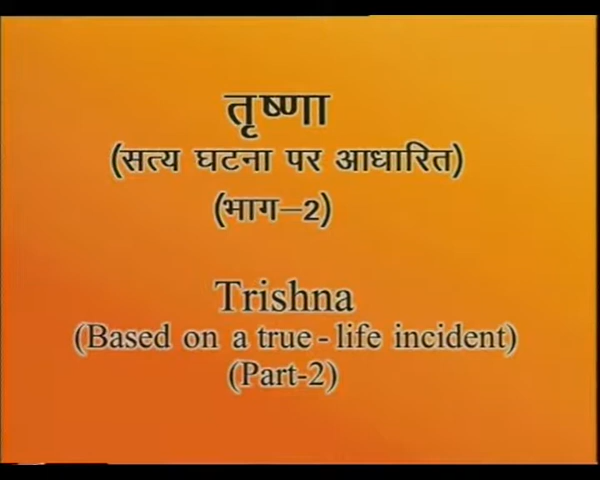 तृष्णा
(सत्य घटना पर आधारित)
(भाग–2)
Trishna
(Based on a true - life incident)
(Part-2)